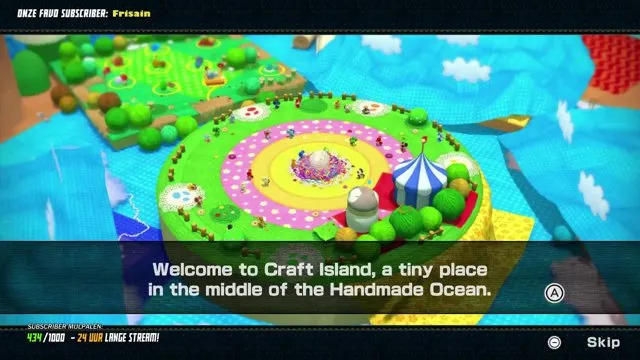 ONZE FAVO SUBSCRIBER: Frisain
Welcome to Craft Island, a tiny place
in the middle of the Handmade Ocean.
A
SUBSCRIBER MIJLPALEN:
434/1000 - 24 UUR LANGE STREAM!
Skip